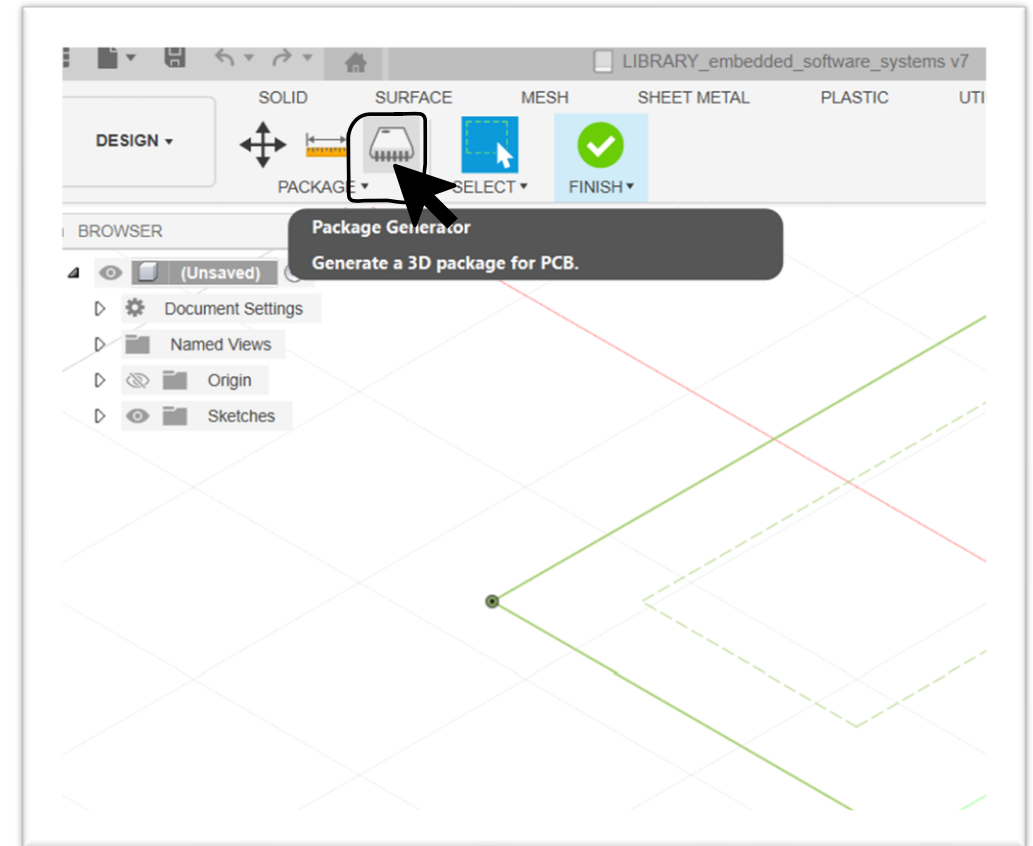 LIBRARY_embedded_software_systems v7
SOLID SURFACE MESH SHEET METAL PLASTIC UTI
DESIGN
PACKAGE SELECT FINISH
Package Generator
Generate a 3D package for PCB.
BROWSER
(Unsaved)
Document Settings
Named Views
Origin
Sketches